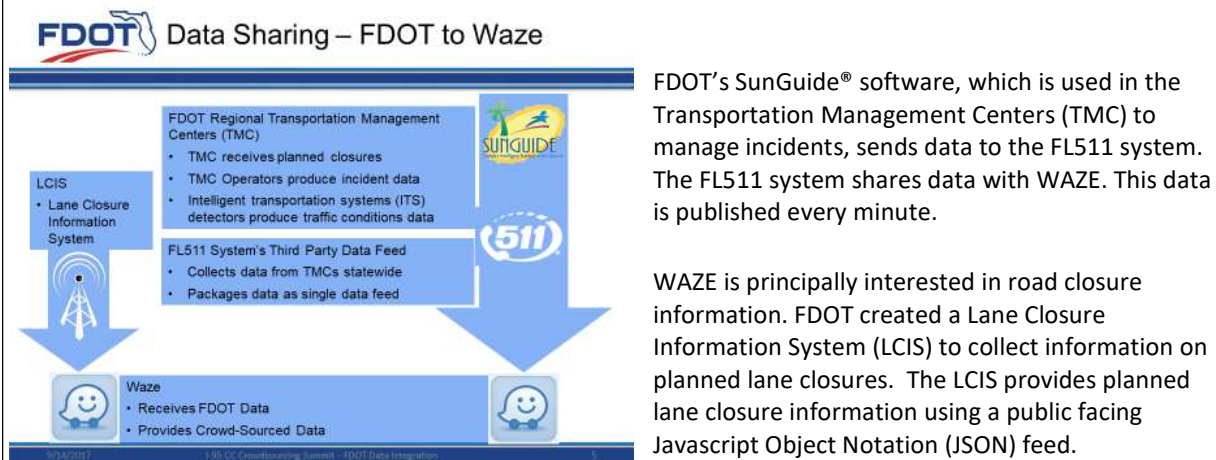 FDOT Data Sharing – FDOT to Waze
FDOT Regional Transportation Management
Centers (TMC)
• TMC receives planned closures
• TMC Operators produce incident data
• Intelligent transportation systems (ITS)
detectors produce traffic conditions data
SUNGUIDE
LCIS
• Lane Closure
Information
System
FL511 System's Third Party Data Feed
• Collects data from TMCs statewide
• Packages data as single data feed
511
Waze
• Receives FDOT Data
• Provides Crowd-Sourced Data
9/14/2017 I-95 CC Crowdsourcing Summit - FDOT Data Integration 5
FDOT’s SunGuide® software, which is used in the
Transportation Management Centers (TMC) to
manage incidents, sends data to the FL511 system.
The FL511 system shares data with WAZE. This data
is published every minute.
WAZE is principally interested in road closure
information. FDOT created a Lane Closure
Information System (LCIS) to collect information on
planned lane closures.  The LCIS provides planned
lane closure information using a public facing
Javascript Object Notation (JSON) feed.